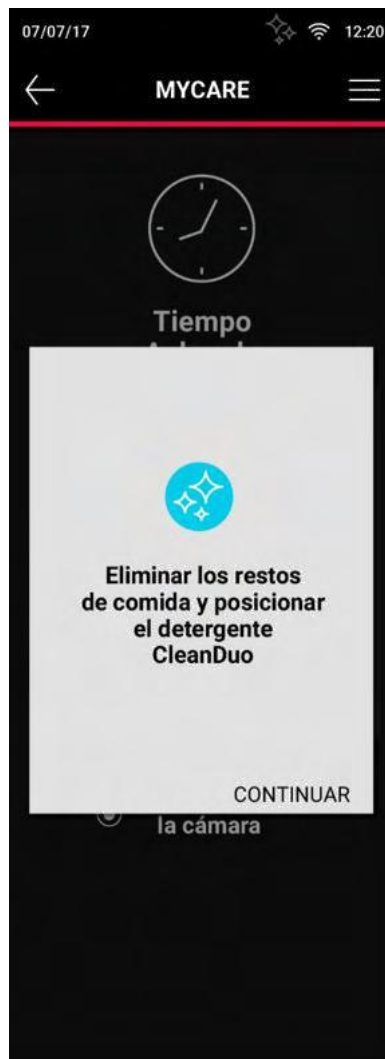 07/07/17
12:20
MYCARE
Tiempo
Eliminar los restos
de comida y posicionar
el detergente
CleanDuo
CONTINUAR
la cámara